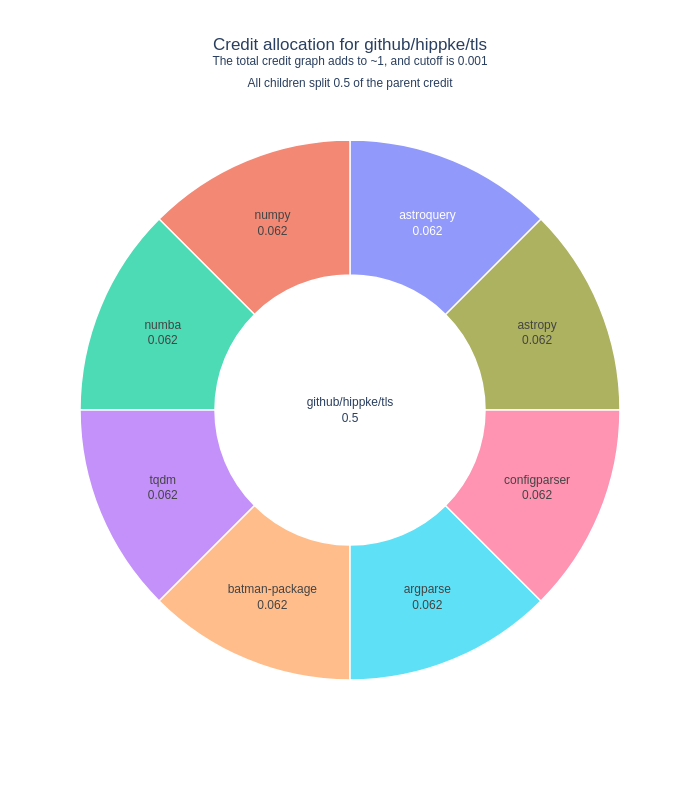 Credit allocation for github/hippke/tls
The total credit graph adds to ~1, and cutoff is 0.001
All children split 0.5 of the parent credit
numpy
0.062
astroquery
0.062
numba
0.062
astropy
0.062
github/hippke/tls
0.5
tqdm
0.062
configparser
0.062
batman-package
0.062
argparse
0.062